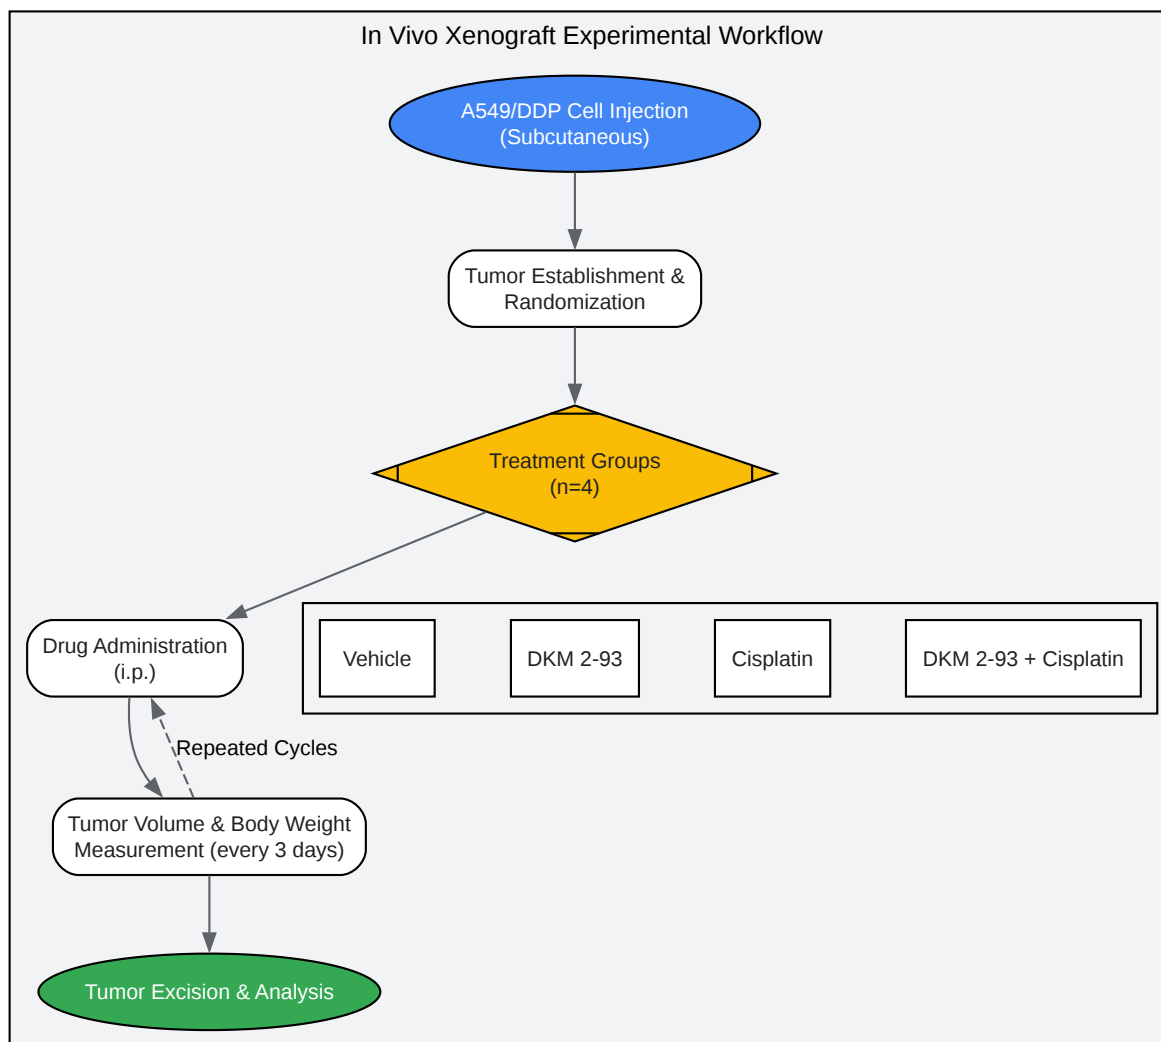 In Vivo Xenograft Experimental Workflow
A549/DDP Cell Injection
(Subcutaneous)
Tumor Establishment &
Randomization
Treatment Groups
(n=4)
Drug Administration
(i.p.)
Vehicle
DKM 2-93
Cisplatin
DKM 2-93 + Cisplatin
Repeated Cycles
Tumor Volume & Body Weight
Measurement (every 3 days)
Tumor Excision & Analysis